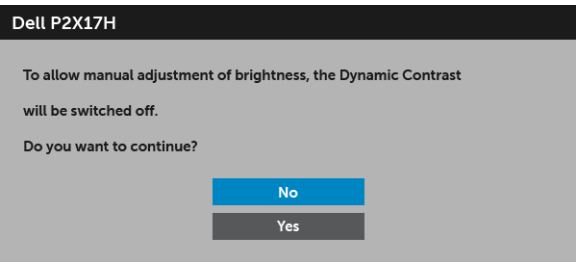 Dell P2X17H
To allow manual adjustment of brightness, the Dynamic Contrast
will be switched off.
Do you want to continue?
No
Yes